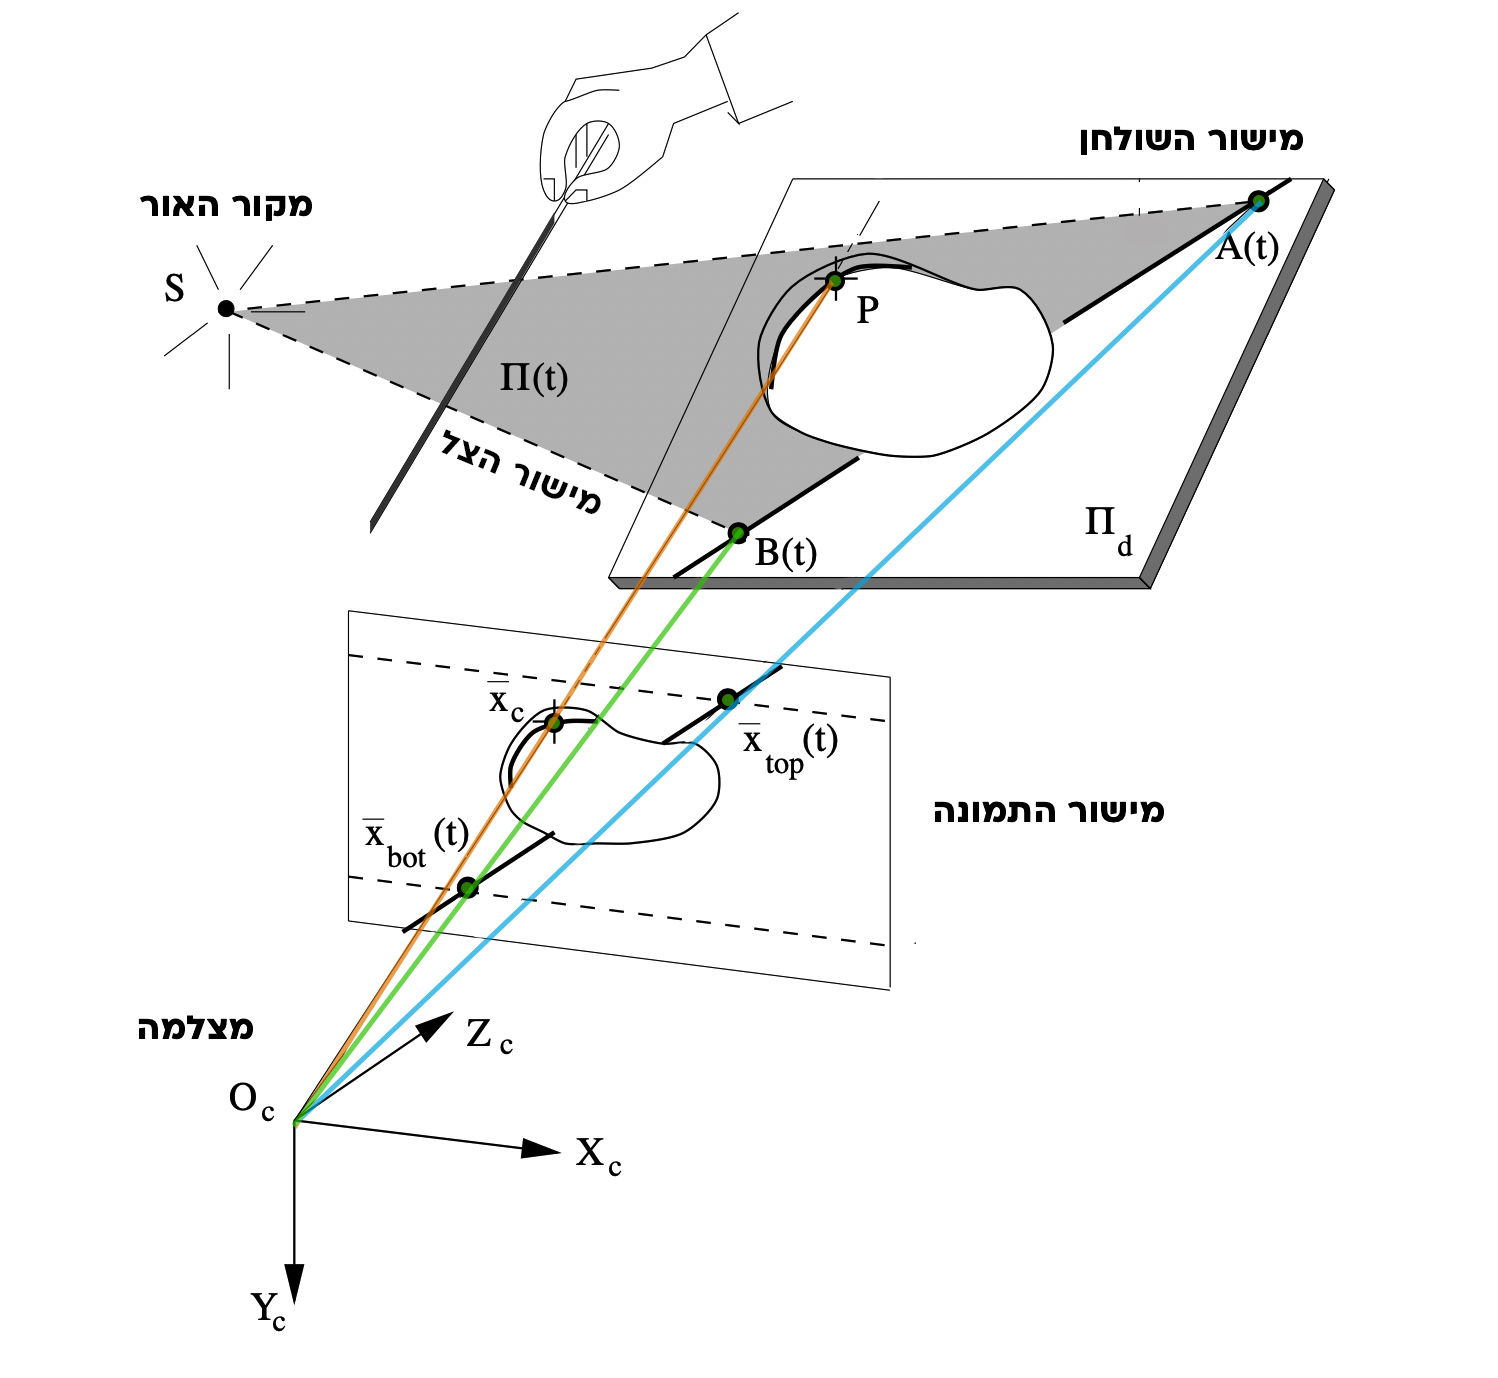 מישור השולחן
מקור האור
S
A(t)
P
Π(t)
מישור הצל
B(t)
Π d
x̅ c
x̅ top (t)
x̅ bot (t)
מישור התמונה
מצלמה
Z c
O c
X c
Y c